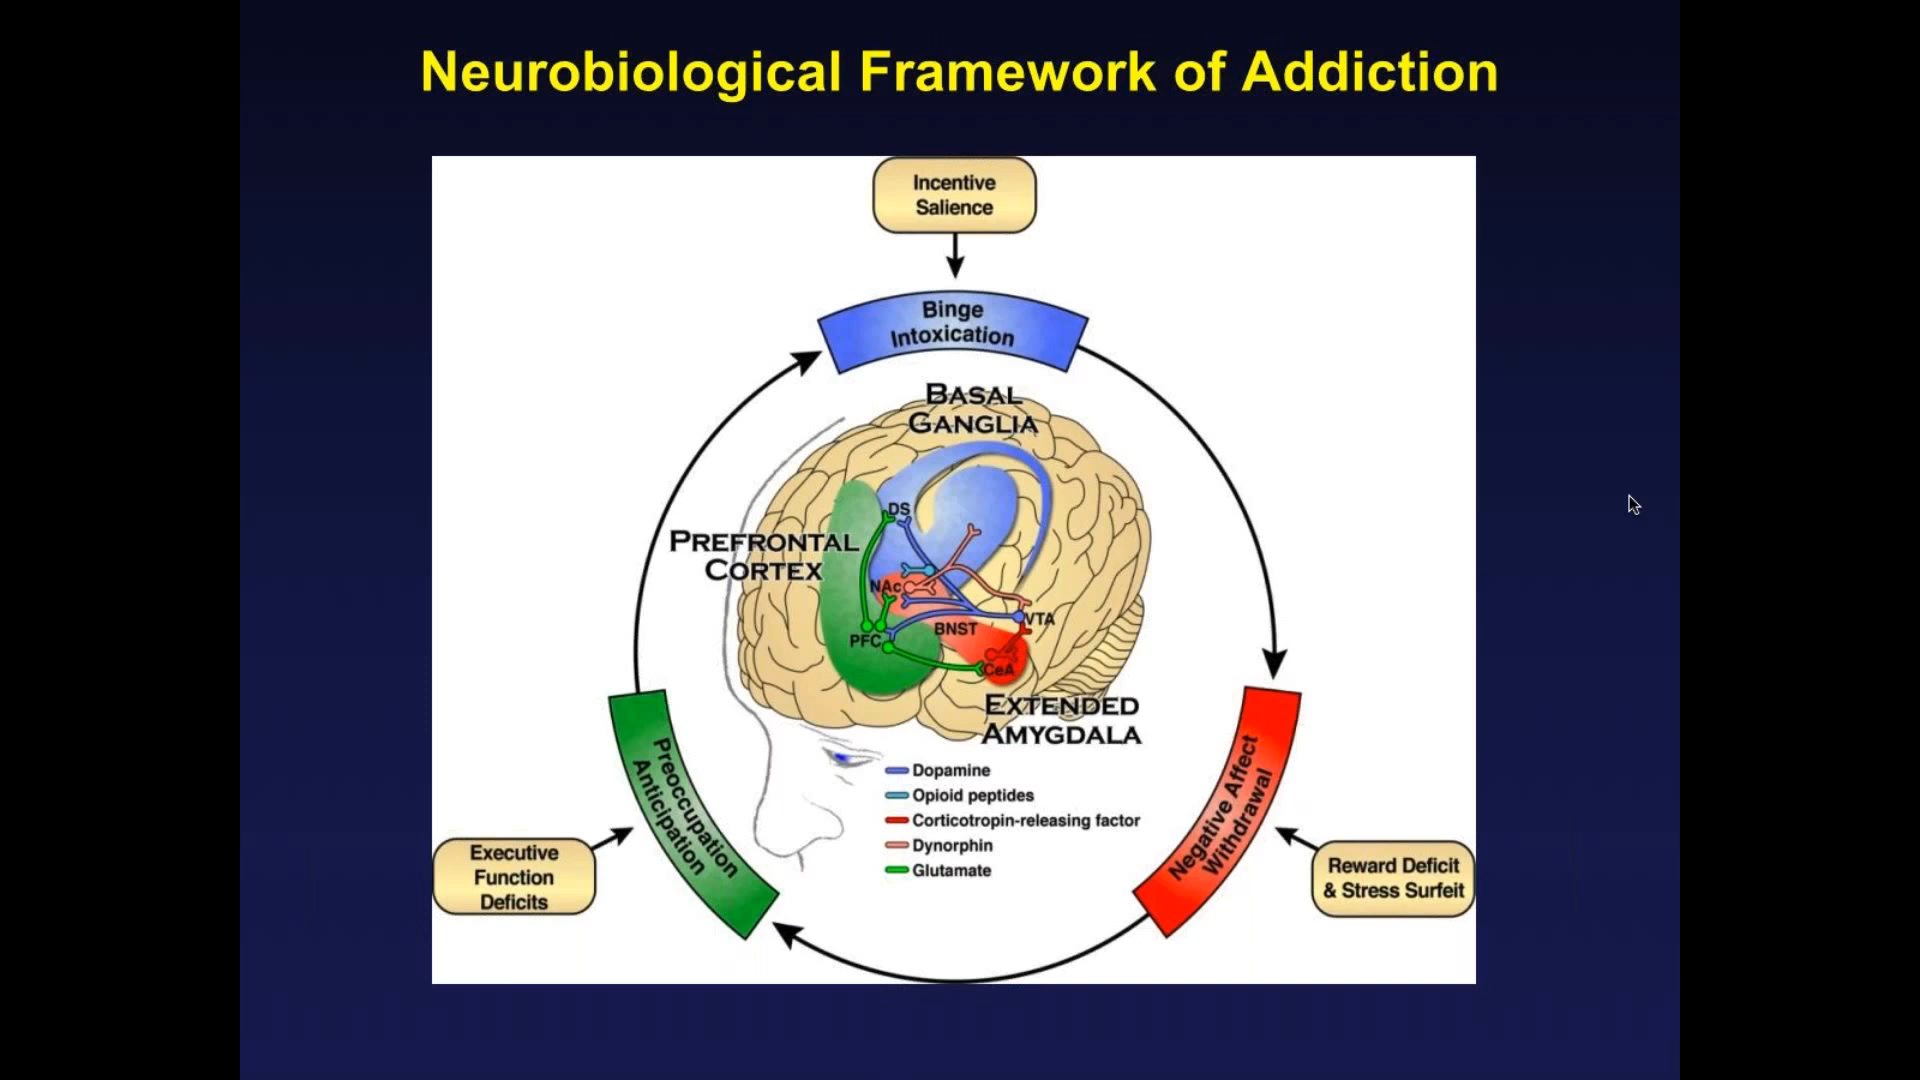 Neurobiological Framework of Addiction
Incentive
Salience
Binge
Intoxication
BASAL
GANGLIA
PREFRONTAL
CORTEX
DS
NAc
VTA
BNST
PFC
CeA
EXTENDED
AMYGDALA
Preoccupation
Anticipation
Negative Affect
Withdrawal
Executive
Function
Deficits
Reward Deficit
& Stress Surfeit
Dopamine
Opioid peptides
Corticotropin-releasing factor
Dynorphin
Glutamate